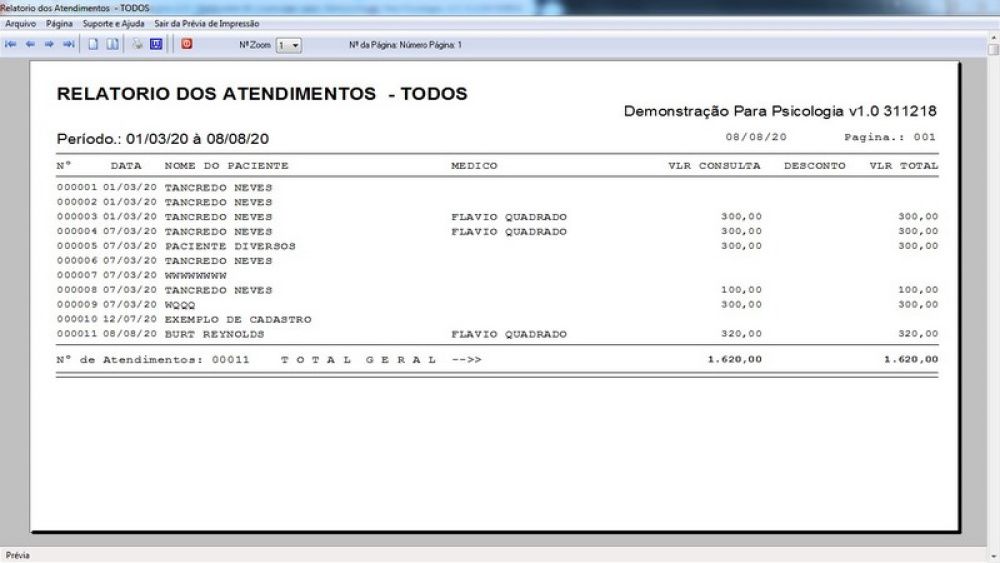 Relatorio dos Atendimentos - TODOS
Arquivo Página Suporte e Ajuda Sair da Prévia de Impressão
Nº Zoom 1 Nº da Página: Número Página: 1
RELATORIO DOS ATENDIMENTOS - TODOS
Demonstração Para Psicologia v1.0 311218
Período.: 01/03/20 à 08/08/20 08/08/20 Pagina.: 001
Nº DATA NOME DO PACIENTE MEDICO VLR CONSULTA DESCONTO VLR TOTAL
000001 01/03/20 TANCREDO NEVES
000002 01/03/20 TANCREDO NEVES
000003 01/03/20 TANCREDO NEVES FLAVIO QUADRADO 300,00 300,00
000004 07/03/20 TANCREDO NEVES FLAVIO QUADRADO 300,00 300,00
000005 07/03/20 PACIENTE DIVERSOS 300,00 300,00
000006 07/03/20 TANCREDO NEVES
000007 07/03/20 WWWWWWWW
000008 07/03/20 TANCREDO NEVES 100,00 100,00
000009 07/03/20 WQQQ 300,00 300,00
000010 12/07/20 EXEMPLO DE CADASTRO
000011 08/08/20 BURT REYNOLDS FLAVIO QUADRADO 320,00 320,00
Nº de Atendimentos: 00011 T O T A L G E R A L -->> 1.620,00 1.620,00
Prévia